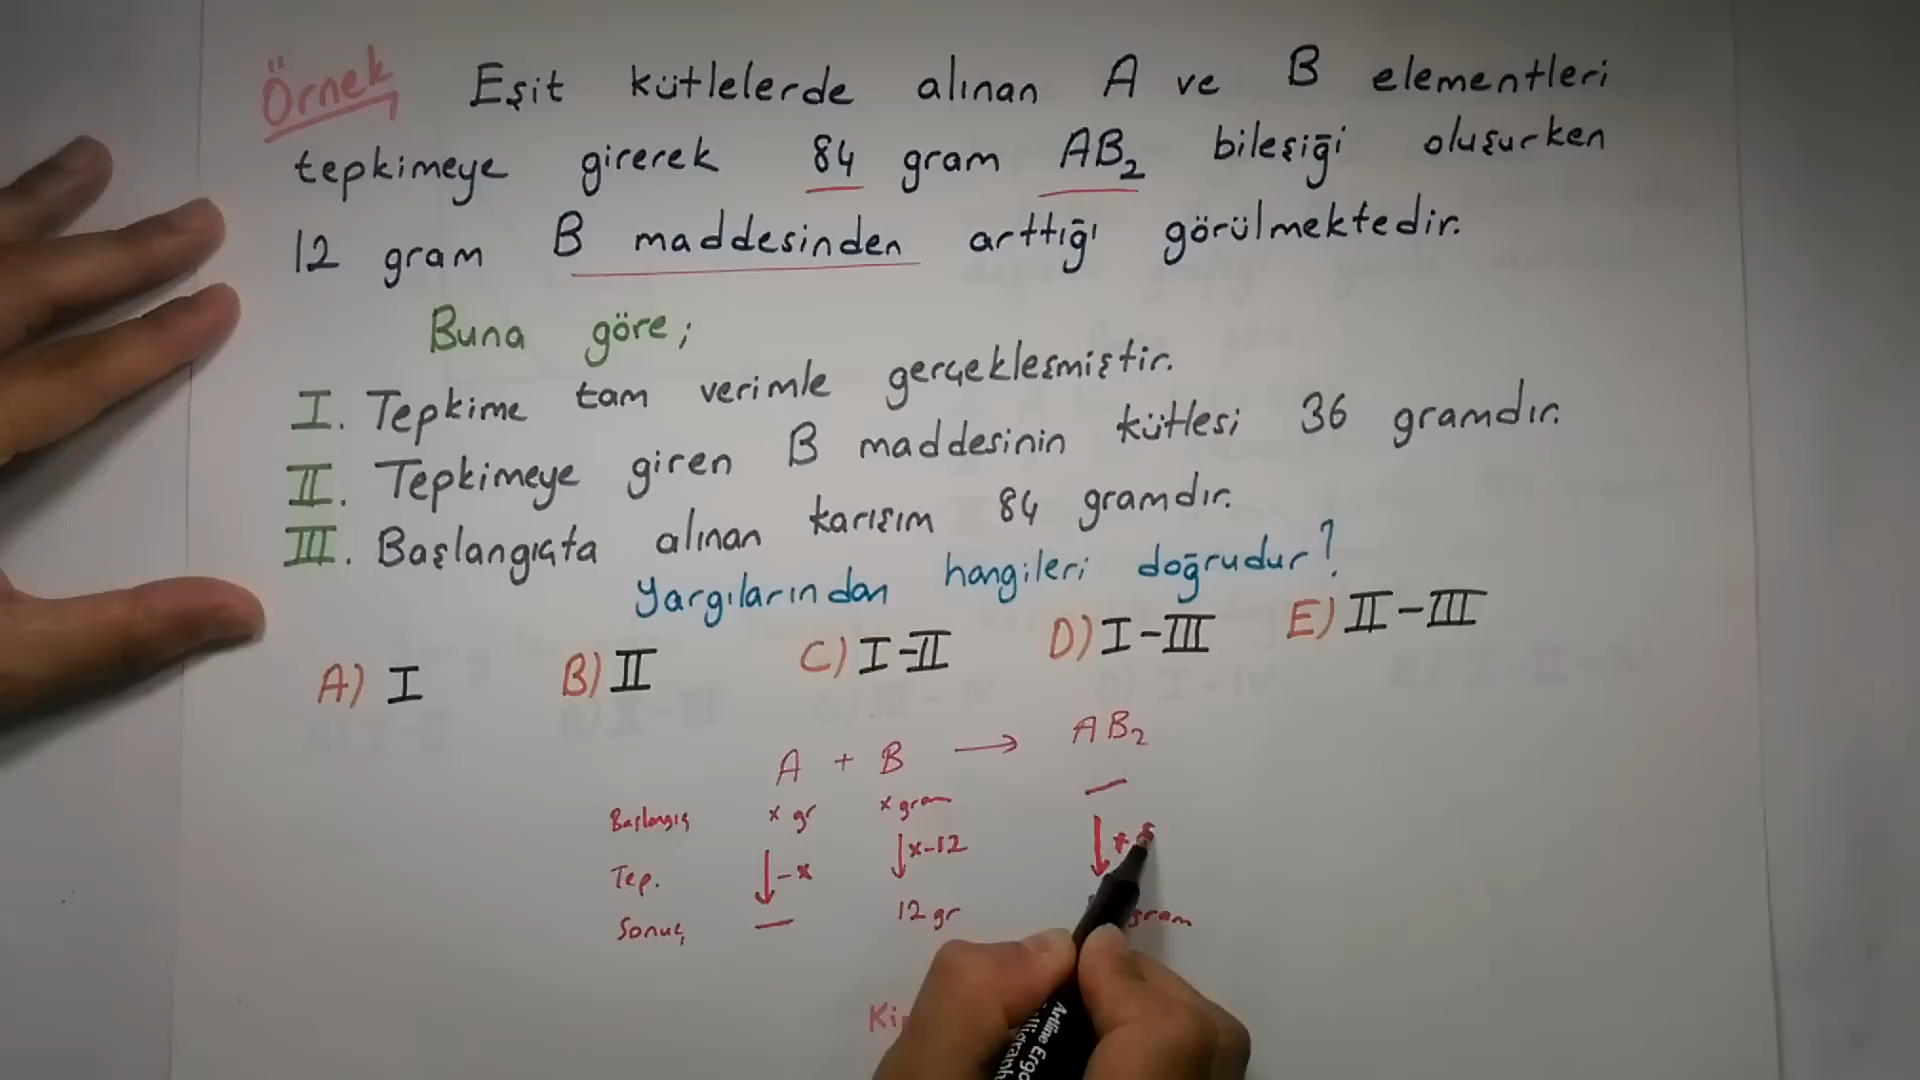 Örnek Eşit kütlelerde alınan A ve B elementleri
tepkimeye girerek 84 gram AB₂ bileşiği oluşurken
12 gram B maddesinden arttığı görülmektedir.
Buna göre;
I. Tepkime tam verimle gerçekleşmiştir.
II. Tepkimeye giren B maddesinin kütlesi 36 gramdır.
III. Başlangıçta alınan karışım 84 gramdır.
Yargılarından hangileri doğrudur?
A) I B) II C) I-II D) I-III E) II-III
A + B → AB₂
Başlangıç x gr x gram —
Tep. ↓-x ↓x-12 ↓+
Sonuç — 12 gr gram
Artline Ergo